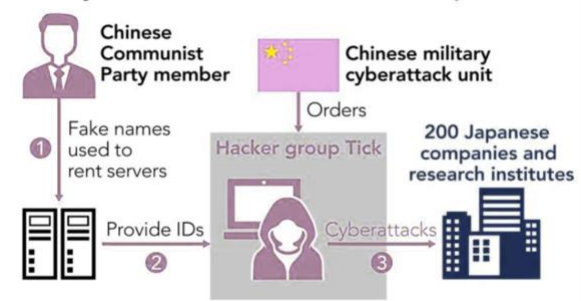 Chinese
Communist
Party member
Chinese military
cyberattack unit
Orders
1
Fake names
used to
rent servers
Hacker group Tick
200 Japanese
companies and
research institutes
Provide IDs
2
Cyberattacks
3